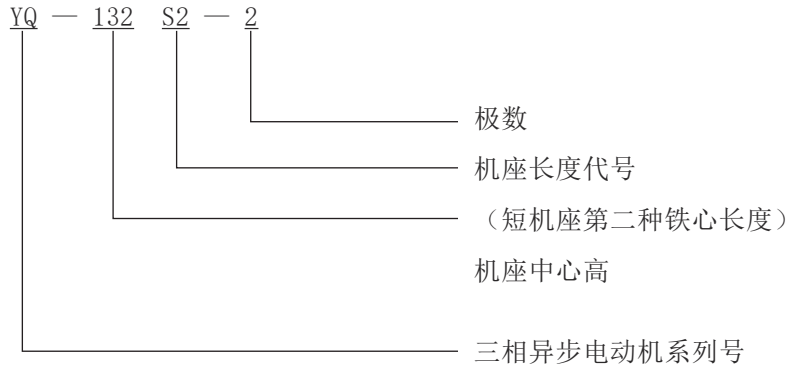 YQ — 132 S2 — 2
极数
机座长度代号
（短机座第二种铁心长度）
机座中心高
三相异步电动机系列号